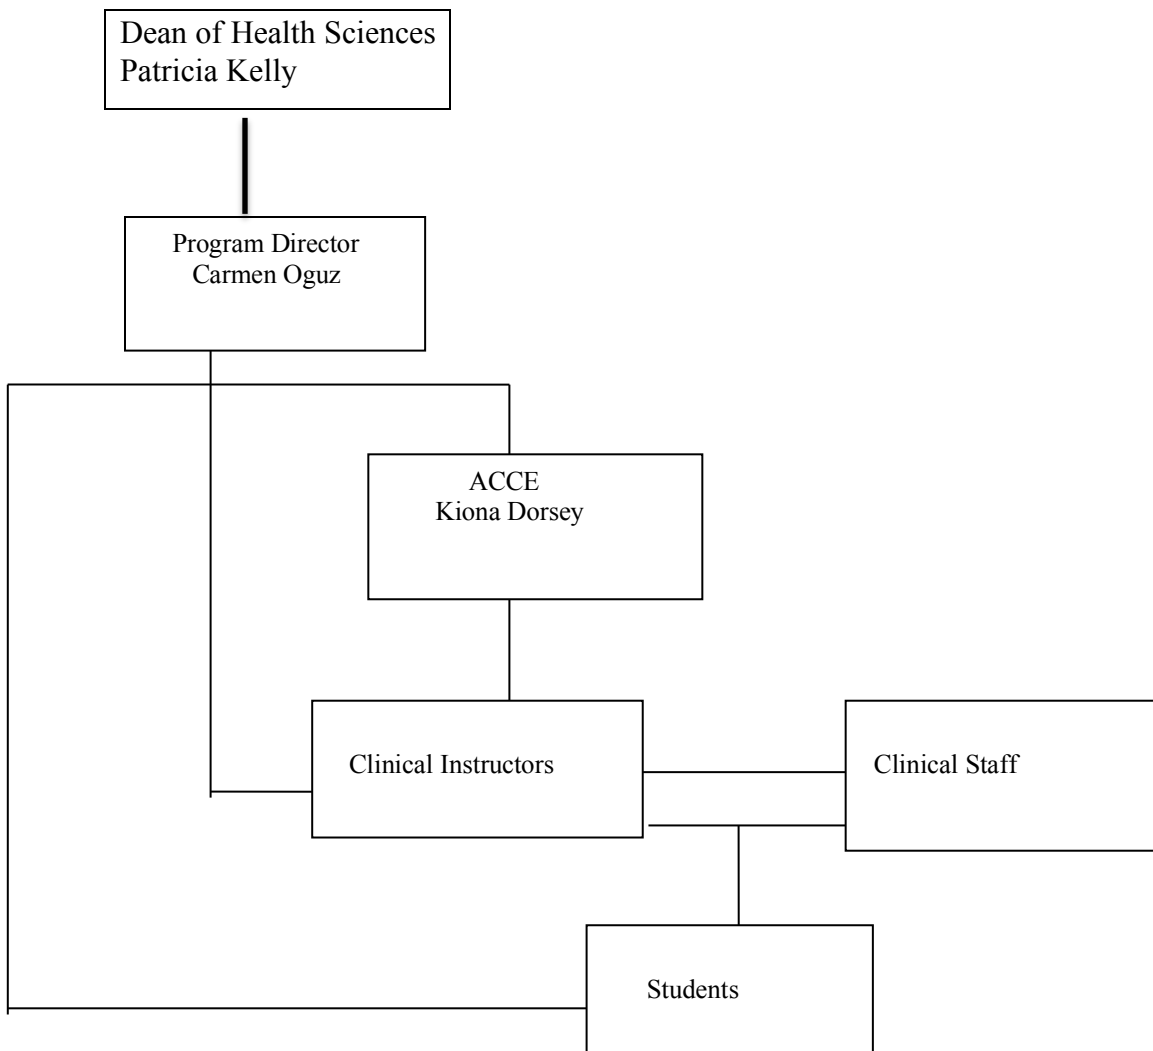 Dean of Health Sciences
Patricia Kelly
Program Director
Carmen Oguz
ACCE
Kiona Dorsey
Clinical Instructors
Clinical Staff
Students